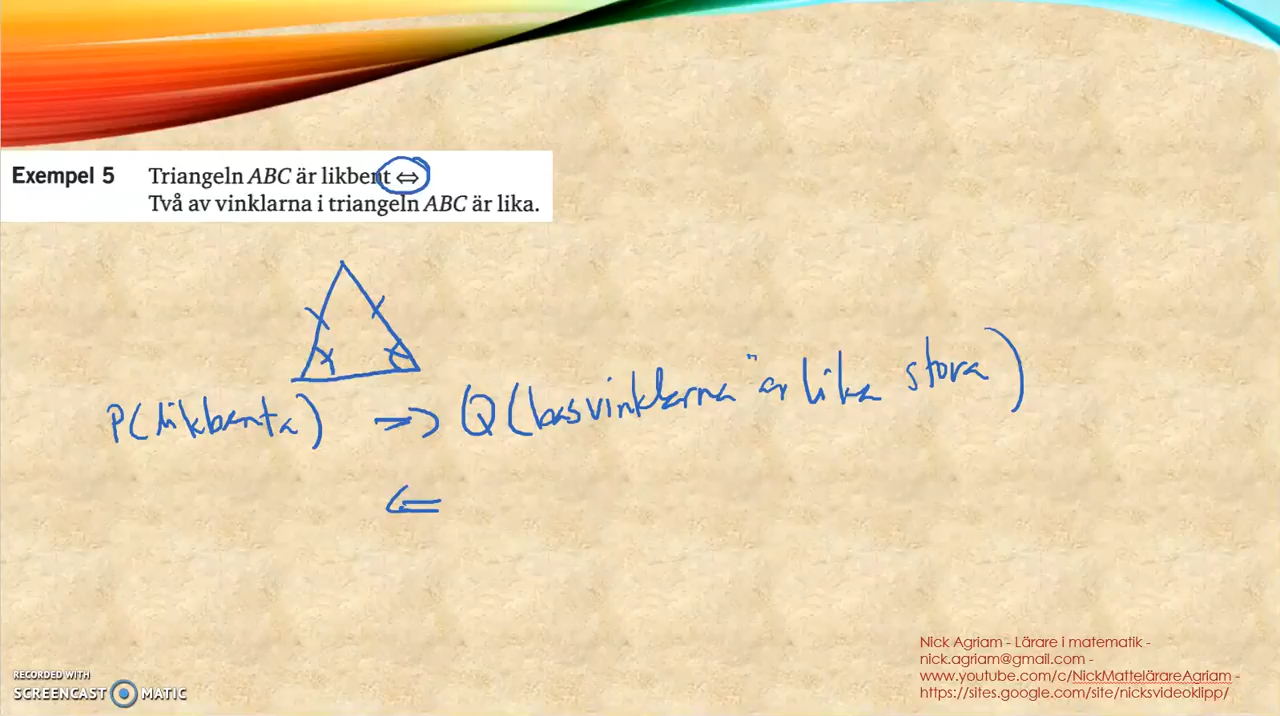 Exempel 5 Triangeln ABC är likbent ⇔
Två av vinklarna i triangeln ABC är lika.
P(likbenta) => Q(basvinklarna är lika stora)
<=
Nick Agriam - Lärare i matematik -
nick.agriam@gmail.com -
www.youtube.com/c/NickMattelärareAgriam -
https://sites.google.com/site/nicksvideoklipp/
RECORDED WITH
SCREENCAST MATIC